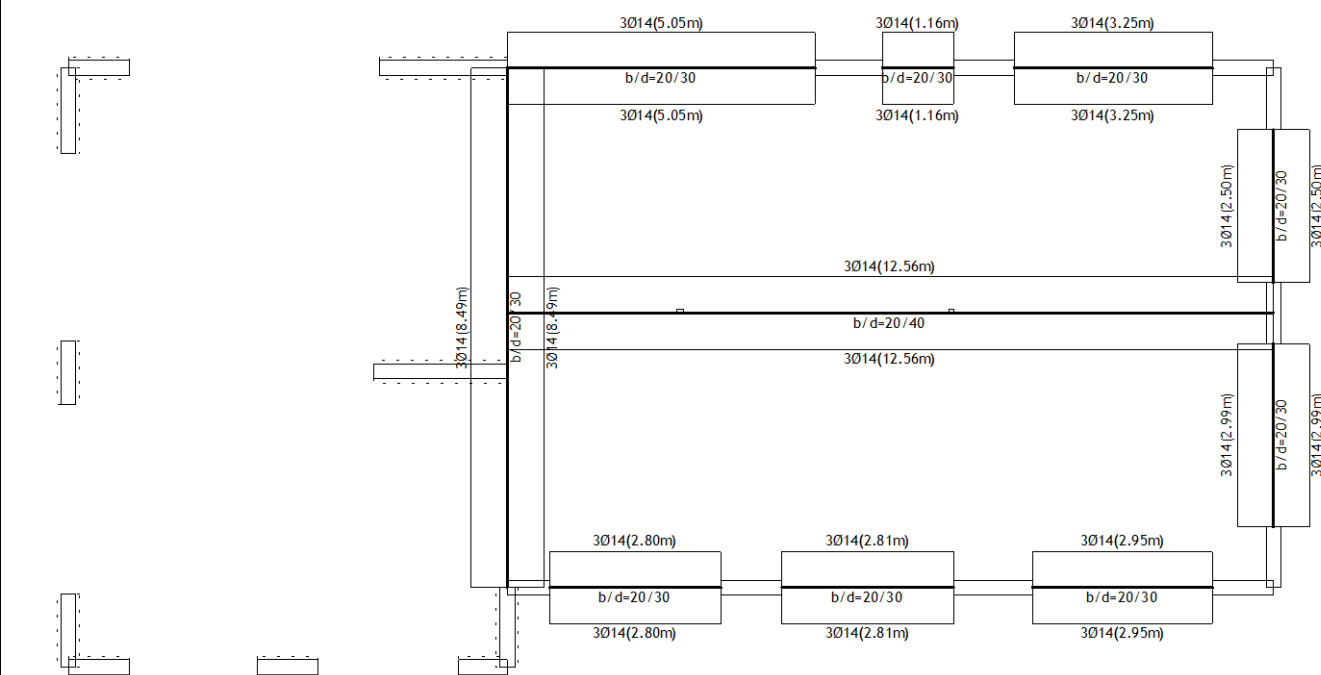 3Ø14(5.05m)
3Ø14(1.16m)
3Ø14(3.25m)
b/d=20/30
b/d=20/30
b/d=20/30
3Ø14(5.05m)
3Ø14(1.16m)
3Ø14(3.25m)
3Ø14(2.50m)
b/d=20/30
3Ø14(2.50m)
3Ø14(12.56m)
b/d=20/40
3Ø14(12.56m)
3Ø14(8.49m)
b/d=20/30
3Ø14(8.49m)
3Ø14(2.99m)
b/d=20/30
3Ø14(2.99m)
3Ø14(2.80m)
3Ø14(2.81m)
3Ø14(2.95m)
b/d=20/30
b/d=20/30
b/d=20/30
3Ø14(2.80m)
3Ø14(2.81m)
3Ø14(2.95m)